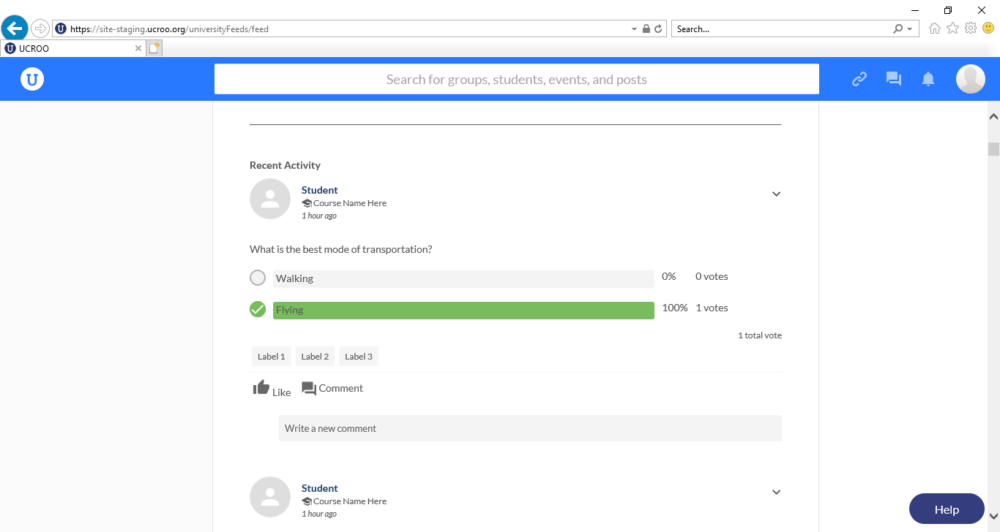 https://site-staging.ucroo.org/universityFeeds/feed
Search...
UCROO
U
Search for groups, students, events, and posts
Recent Activity
Student
Course Name Here
1 hour ago
What is the best mode of transportation?
Walking 0% 0 votes
Flying 100% 1 votes
1 total vote
Label 1 Label 2 Label 3
Like Comment
Write a new comment
Student
Course Name Here
1 hour ago
Help